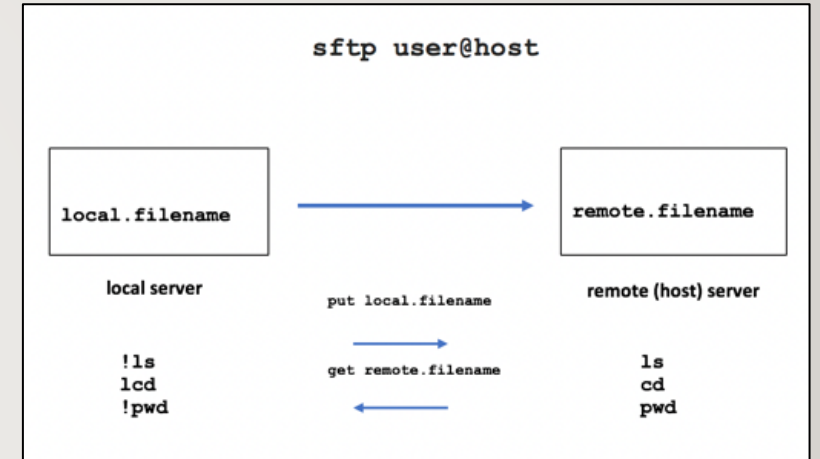 sftp user@host
local.filename
remote.filename
local server
remote (host) server
put local.filename
get remote.filename
!ls
lcd
!pwd
ls
cd
pwd